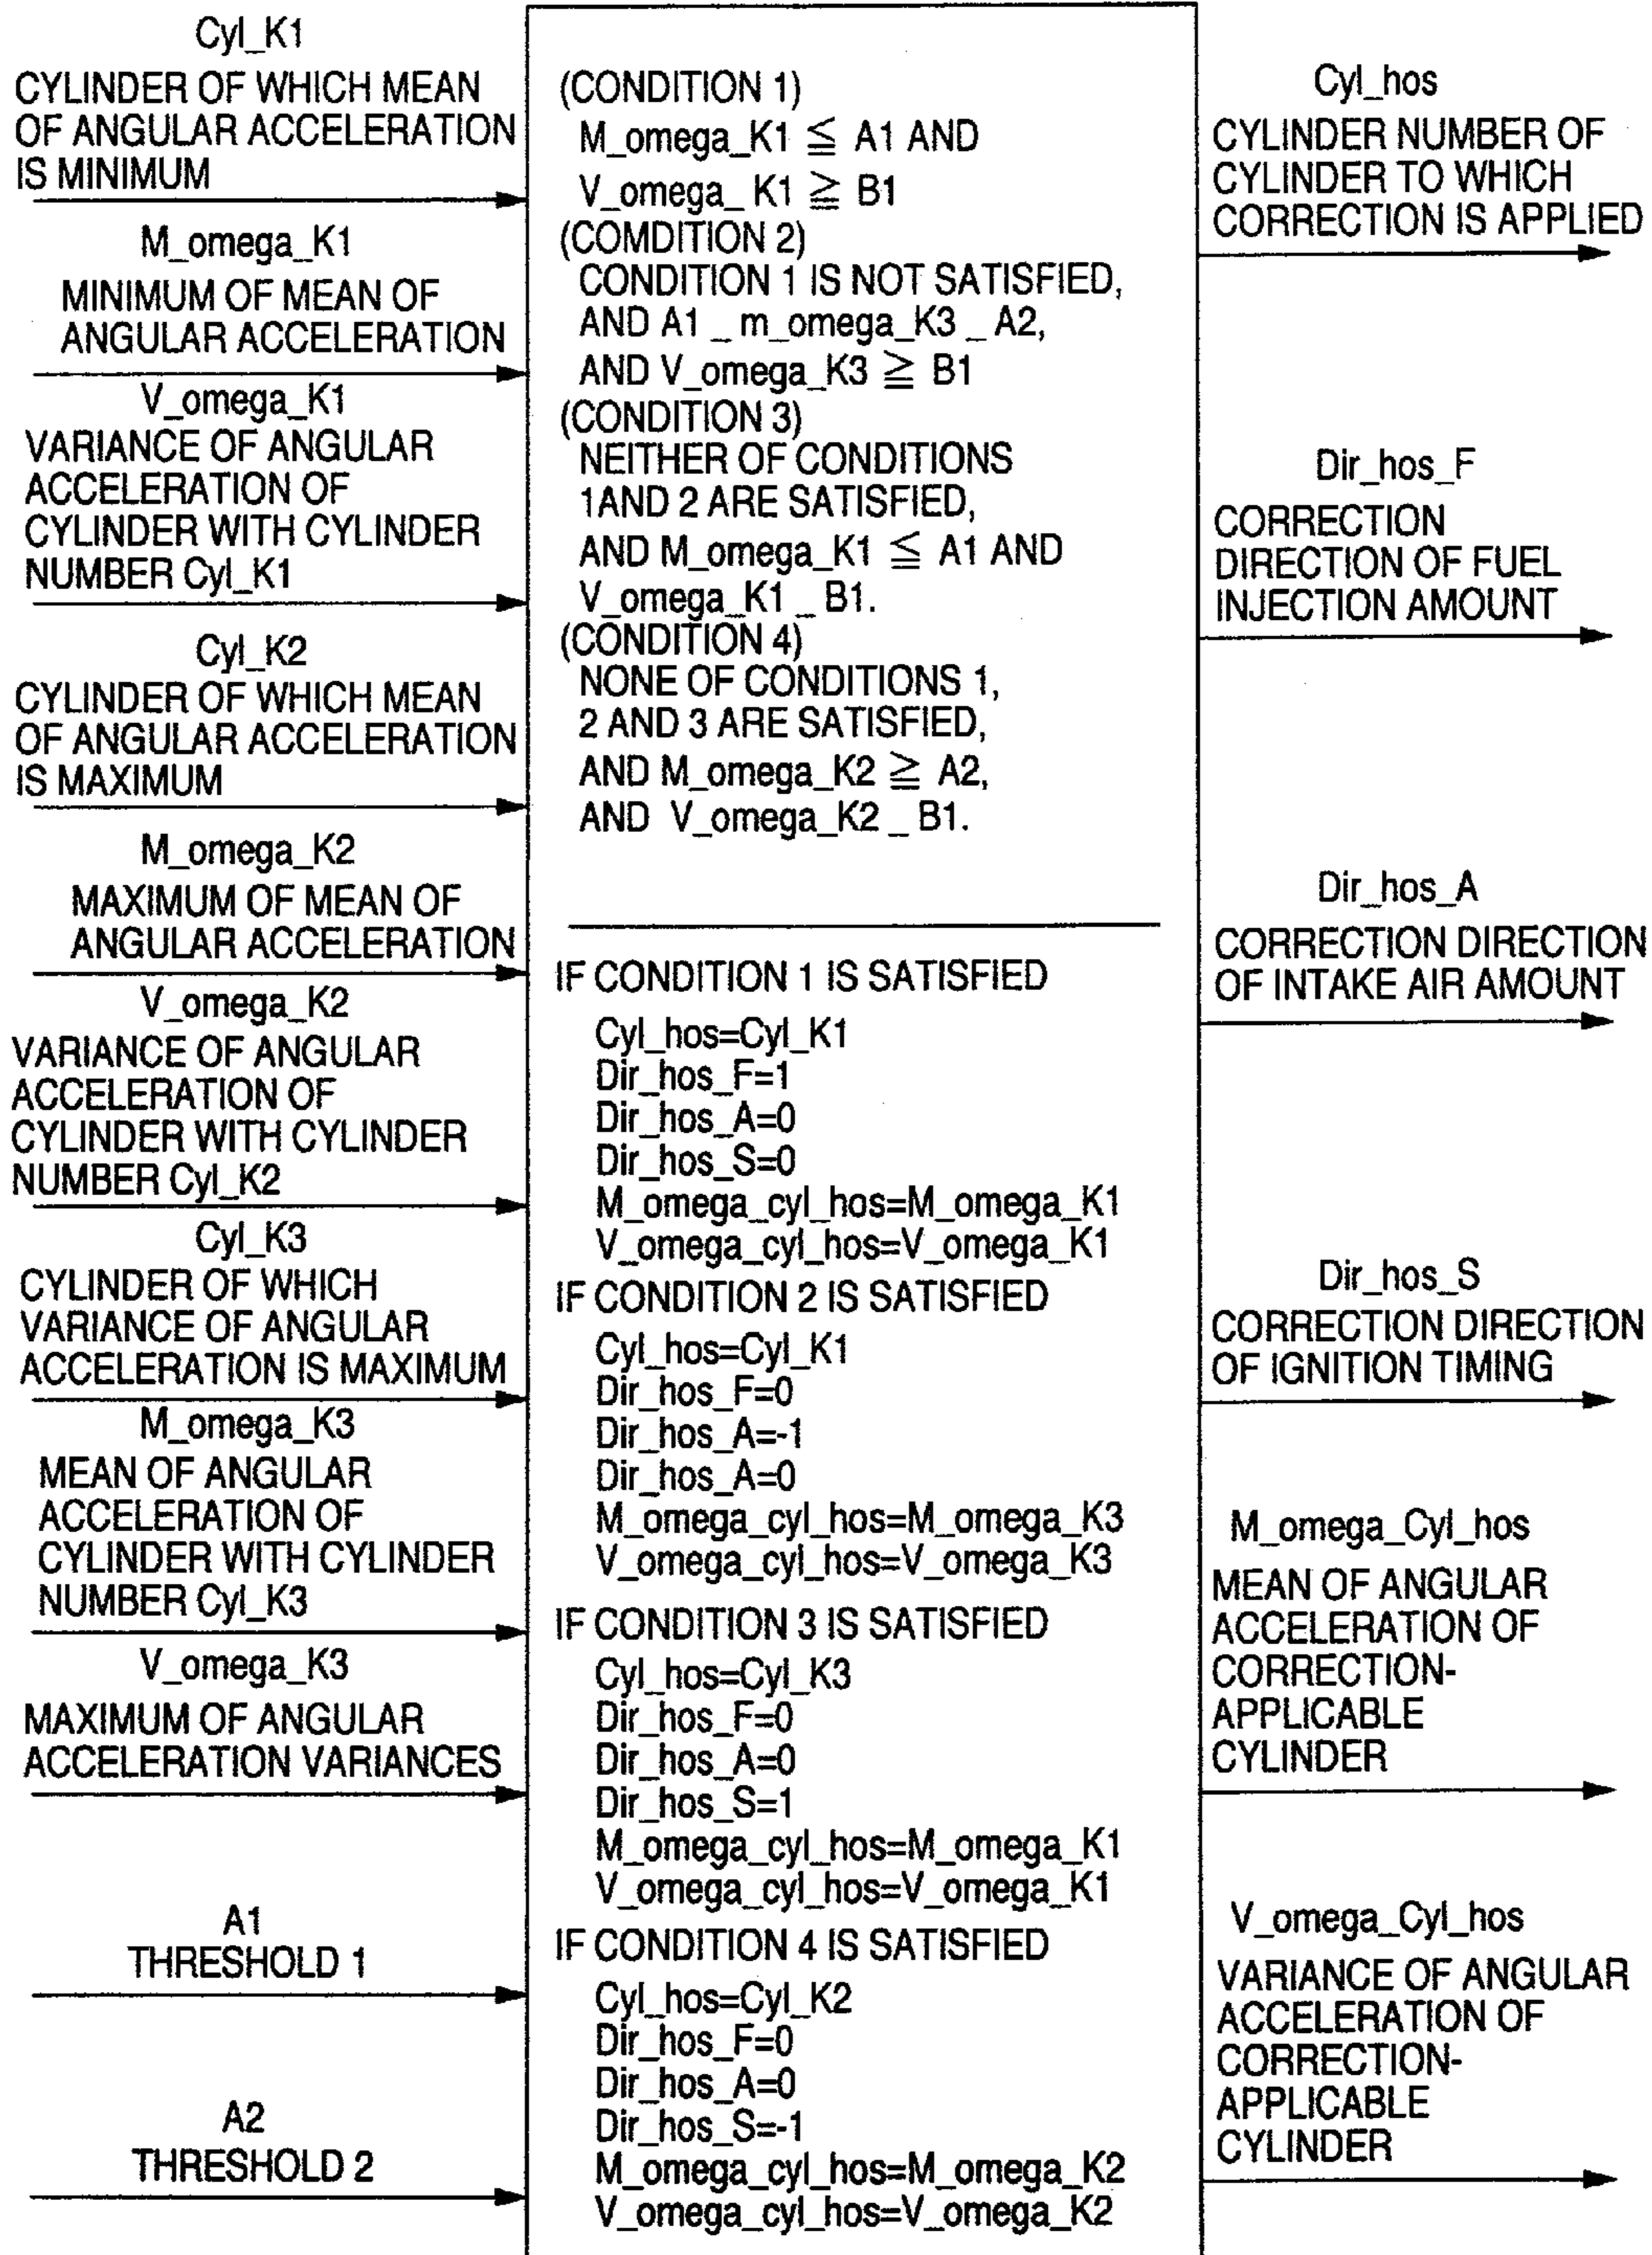 Cyl_K1
CYLINDER OF WHICH MEAN
OF ANGULAR ACCELERATION
IS MINIMUM
M_omega_K1
MINIMUM OF MEAN OF
ANGULAR ACCELERATION
V_omega_K1
VARIANCE OF ANGULAR
ACCELERATION OF
CYLINDER WITH CYLINDER
NUMBER Cyl_K1
Cyl_K2
CYLINDER OF WHICH MEAN
OF ANGULAR ACCELERATION
IS MAXIMUM
M_omega_K2
MAXIMUM OF MEAN OF
ANGULAR ACCELERATION
V_omega_K2
VARIANCE OF ANGULAR
ACCELERATION OF
CYLINDER WITH CYLINDER
NUMBER Cyl_K2
Cyl_K3
CYLINDER OF WHICH
VARIANCE OF ANGULAR
ACCELERATION IS MAXIMUM
M_omega_K3
MEAN OF ANGULAR
ACCELERATION OF
CYLINDER WITH CYLINDER
NUMBER Cyl_K3
V_omega_K3
MAXIMUM OF ANGULAR
ACCELERATION VARIANCES
A1
THRESHOLD 1
A2
THRESHOLD 2
(CONDITION 1)
M_omega_K1 ≦ A1 AND
V_omega_ K1 ≧ B1
(COMDITION 2)
CONDITION 1 IS NOT SATISFIED,
AND A1 _ m_omega_K3 _ A2,
AND V_omega_K3 ≧ B1
(CONDITION 3)
NEITHER OF CONDITIONS
1AND 2 ARE SATISFIED,
AND M_omega_K1 ≦ A1 AND
V_omega_K1 _ B1.
(CONDITION 4)
NONE OF CONDITIONS 1,
2 AND 3 ARE SATISFIED,
AND M_omega_K2 ≧ A2,
AND V_omega_K2 _ B1.
IF CONDITION 1 IS SATISFIED
Cyl_hos=Cyl_K1
Dir_hos_F=1
Dir_hos_A=0
Dir_hos_S=0
M_omega_cyl_hos=M_omega_K1
V_omega_cyl_hos=V_omega_K1
IF CONDITION 2 IS SATISFIED
Cyl_hos=Cyl_K1
Dir_hos_F=0
Dir_hos_A=-1
Dir_hos_A=0
M_omega_cyl_hos=M_omega_K3
V_omega_cyl_hos=V_omega_K3
IF CONDITION 3 IS SATISFIED
Cyl_hos=Cyl_K3
Dir_hos_F=0
Dir_hos_A=0
Dir_hos_S=1
M_omega_cyl_hos=M_omega_K1
V_omega_cyl_hos=V_omega_K1
IF CONDITION 4 IS SATISFIED
Cyl_hos=Cyl_K2
Dir_hos_F=0
Dir_hos_A=0
Dir_hos_S=-1
M_omega_cyl_hos=M_omega_K2
V_omega_cyl_hos=V_omega_K2
Cyl_hos
CYLINDER NUMBER OF
CYLINDER TO WHICH
CORRECTION IS APPLIED
Dir_hos_F
CORRECTION
DIRECTION OF FUEL
INJECTION AMOUNT
Dir_hos_A
CORRECTION DIRECTION
OF INTAKE AIR AMOUNT
Dir_hos_S
CORRECTION DIRECTION
OF IGNITION TIMING
M_omega_Cyl_hos
MEAN OF ANGULAR
ACCELERATION OF
CORRECTION-
APPLICABLE
CYLINDER
V_omega_Cyl_hos
VARIANCE OF ANGULAR
ACCELERATION OF
CORRECTION-
APPLICABLE
CYLINDER